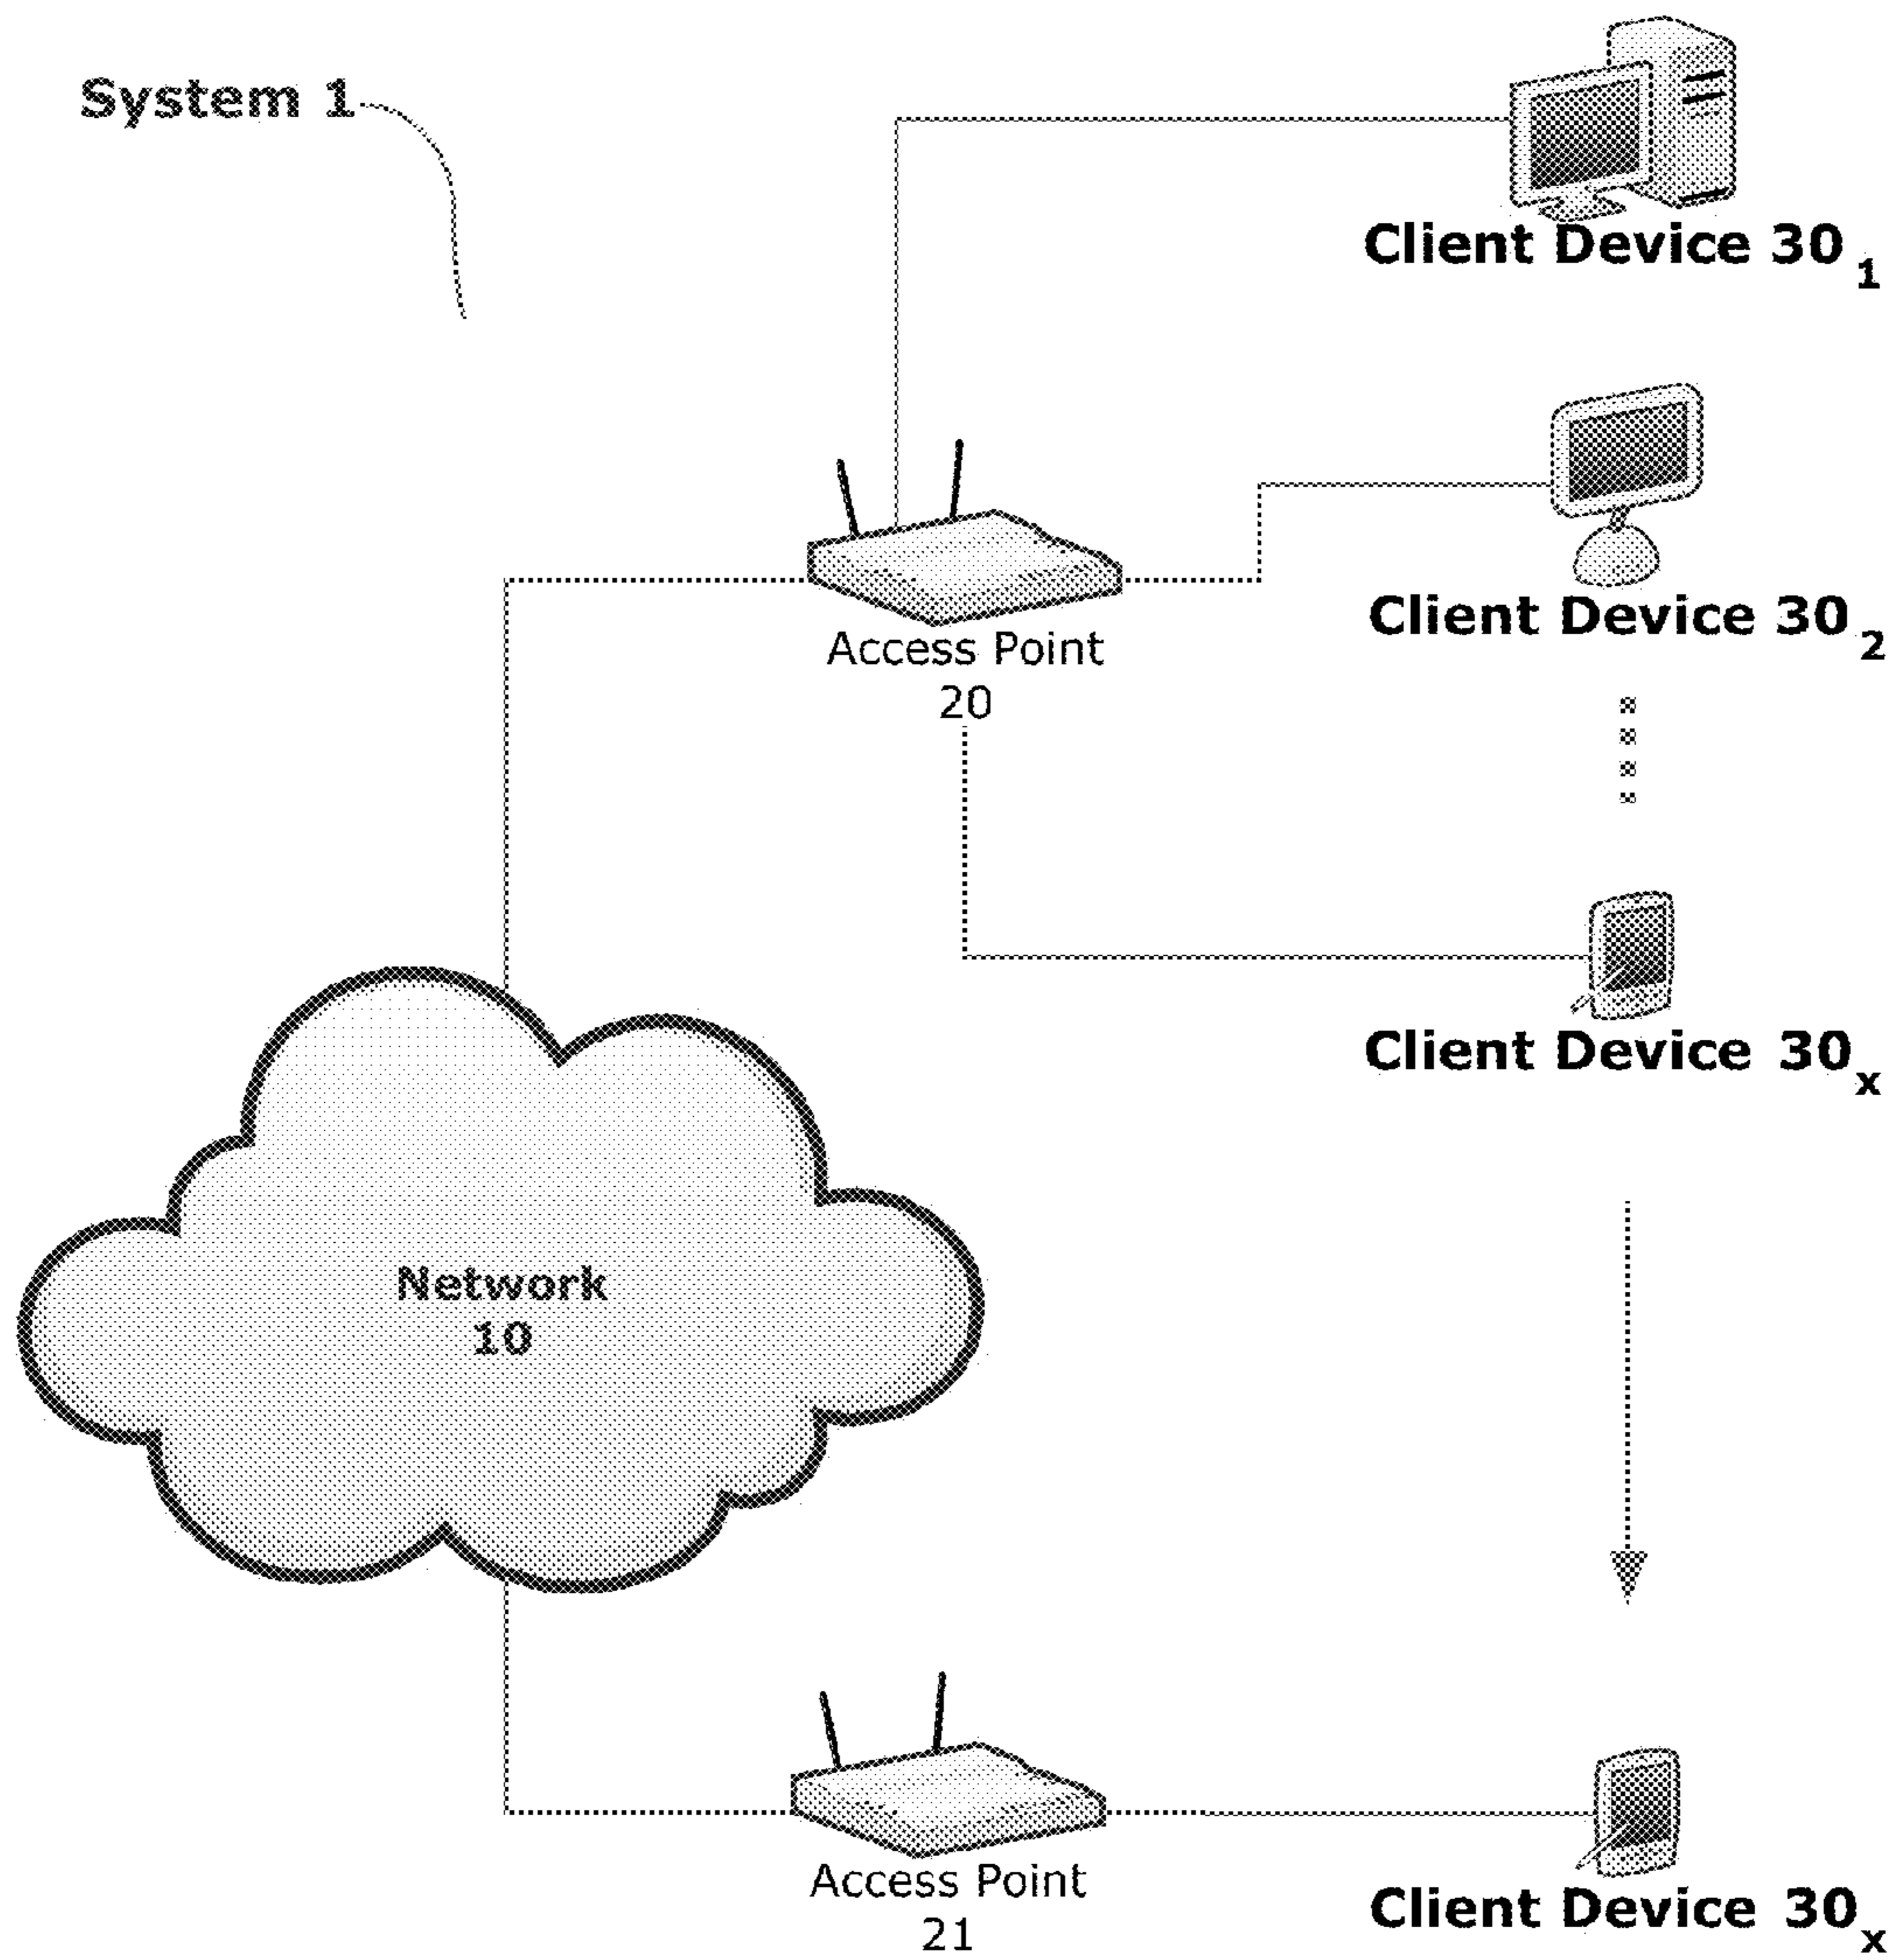 System 1
Client Device 30 1
Client Device 30 2
Access Point
20
Client Device 30 x
Network
10
Access Point
21
Client Device 30 x